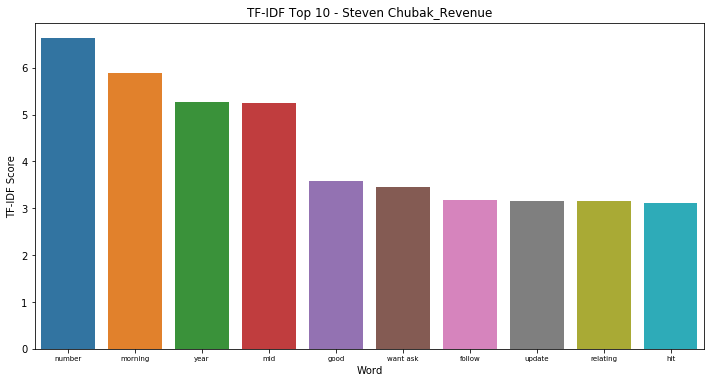 TF-IDF Top 10 - Steven Chubak_Revenue
TF-IDF Score
6
5
4
3
2
1
0
number morning year mid good want ask follow update relating hit
Word